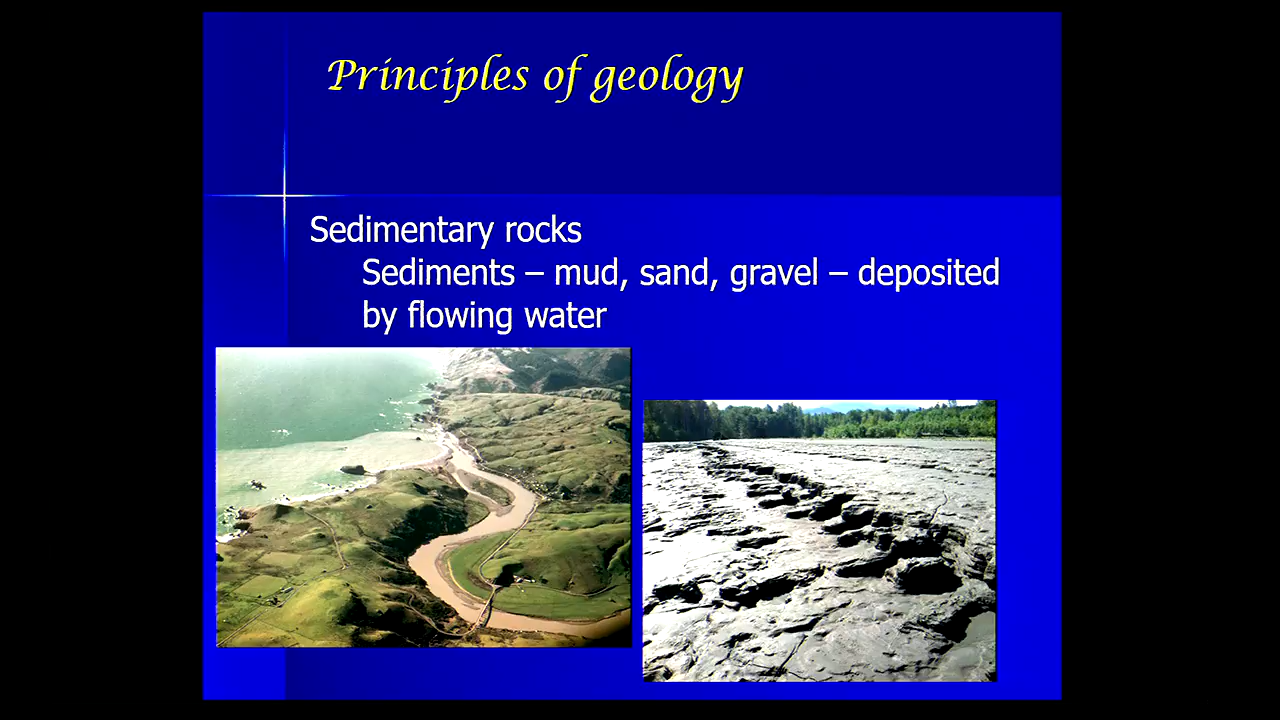 Principles of geology
Sedimentary rocks
Sediments – mud, sand, gravel – deposited
by flowing water